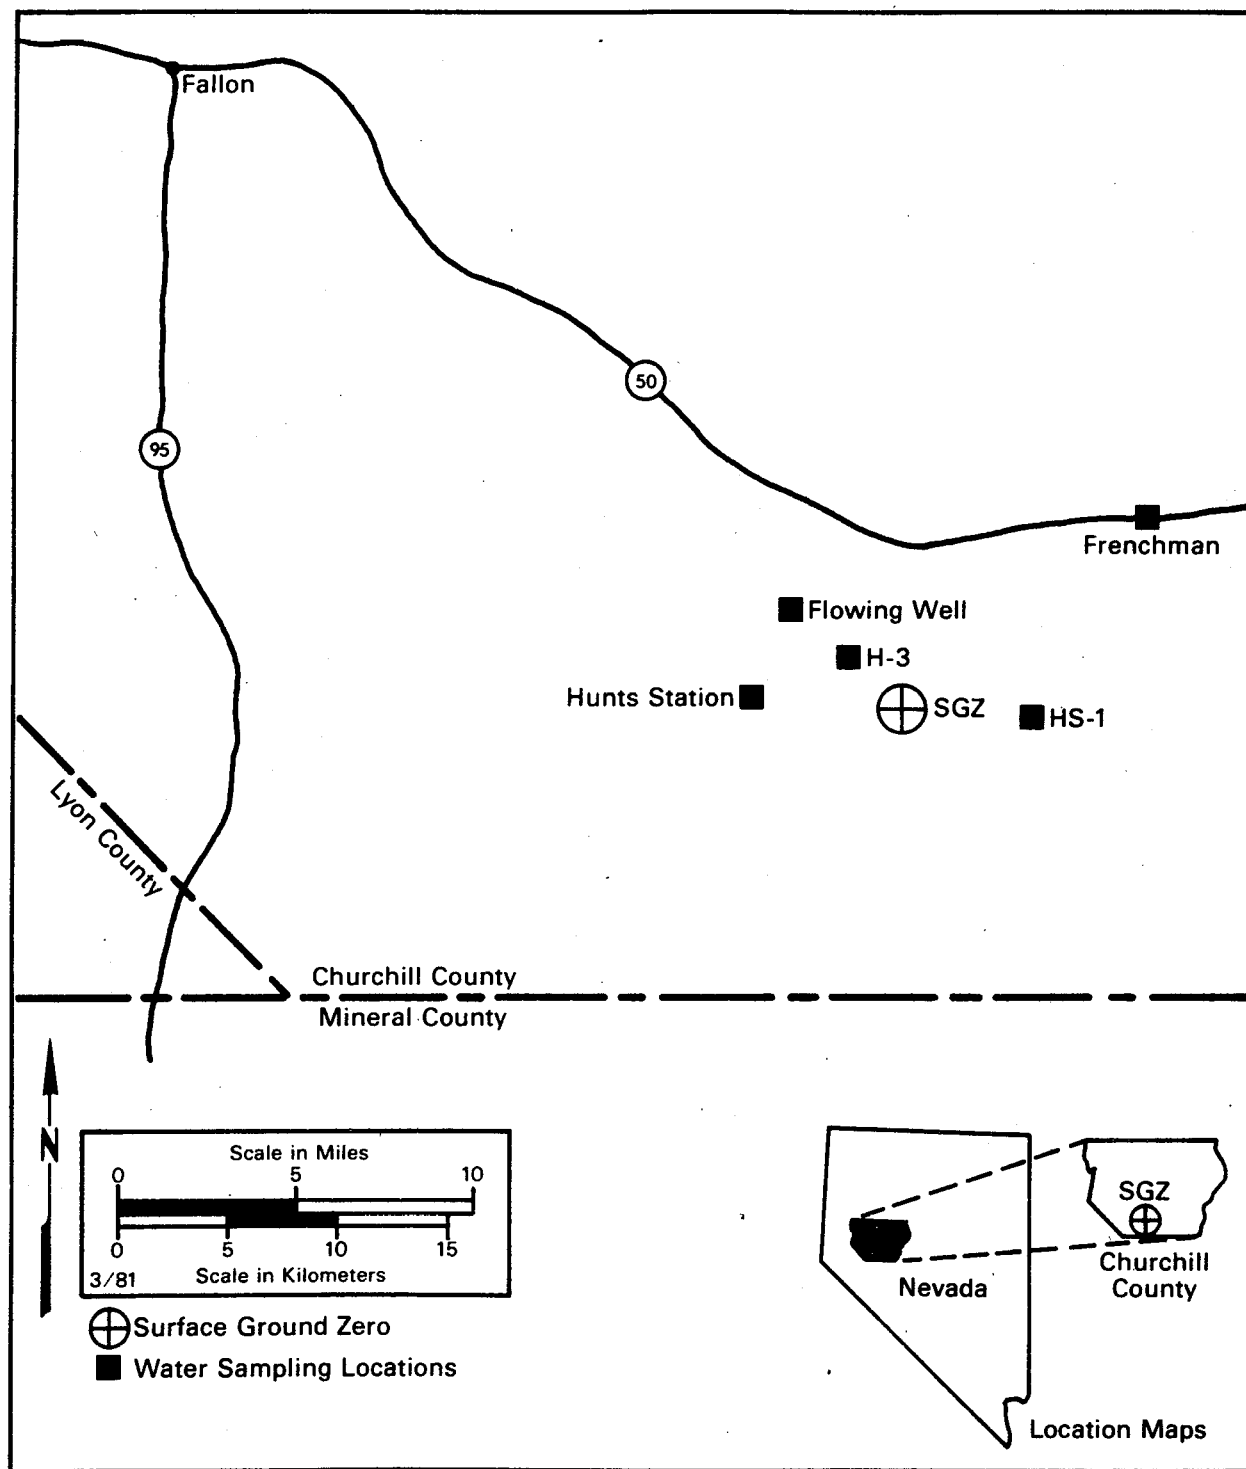 Fallon
50
95
Frenchman
Flowing Well
H-3
Hunts Station
SGZ
HS-1
Lyon County
Churchill County
Mineral County
N
Scale in Miles
0 5 10
0 5 10 15
3/81 Scale in Kilometers
Surface Ground Zero
Water Sampling Locations
SGZ
Churchill
County
Nevada
Location Maps